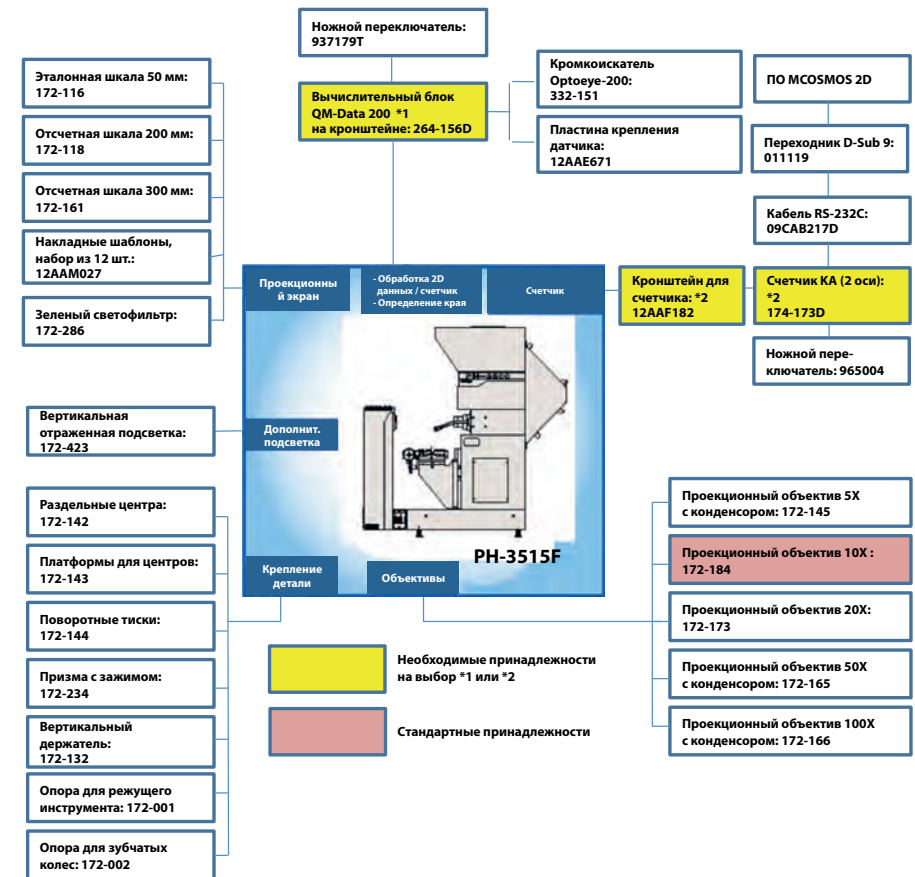 Ножной переключатель:
937179T
Эталонная шкала 50 мм:
172-116
Отсчетная шкала 200 мм:
172-118
Отсчетная шкала 300 мм:
172-161
Накладные шаблоны,
набор из 12 шт.:
12AAM027
Зеленый светофильтр:
172-286
Вычислительный блок
QM-Data 200 *1
на кронштейне: 264-156D
Кромкоискатель
Optoeye-200:
332-151
Пластина крепления
датчика:
12AAE671
ПО MCOSMOS 2D
Переходник D-Sub 9:
011119
Кабель RS-232C:
09CAB217D
Проекционны
й экран
- Обработка 2D
данных / счетчик
- Определение края
Счетчик
Кронштейн для
счетчика: *2
12AAF182
Счетчик KA (2 оси):
*2
174-173D
Ножной пере-
ключатель: 965004
Вертикальная
отраженная подсветка:
172-423
Дополнит.
подсветка
PH-3515F
Крепление
детали
Объективы
Раздельные центра:
172-142
Платформы для центров:
172-143
Поворотные тиски:
172-144
Призма с зажимом:
172-234
Вертикальный
держатель:
172-132
Опора для режущего
инструмента: 172-001
Опора для зубчатых
колес: 172-002
Необходимые принадлежности
на выбор *1 или *2
Стандартные принадлежности
Проекционный объектив 5X
с конденсором: 172-145
Проекционный объектив 10X :
172-184
Проекционный объектив 20X:
172-173
Проекционный объектив 50X
с конденсором: 172-165
Проекционный объектив 100X
с конденсором: 172-166